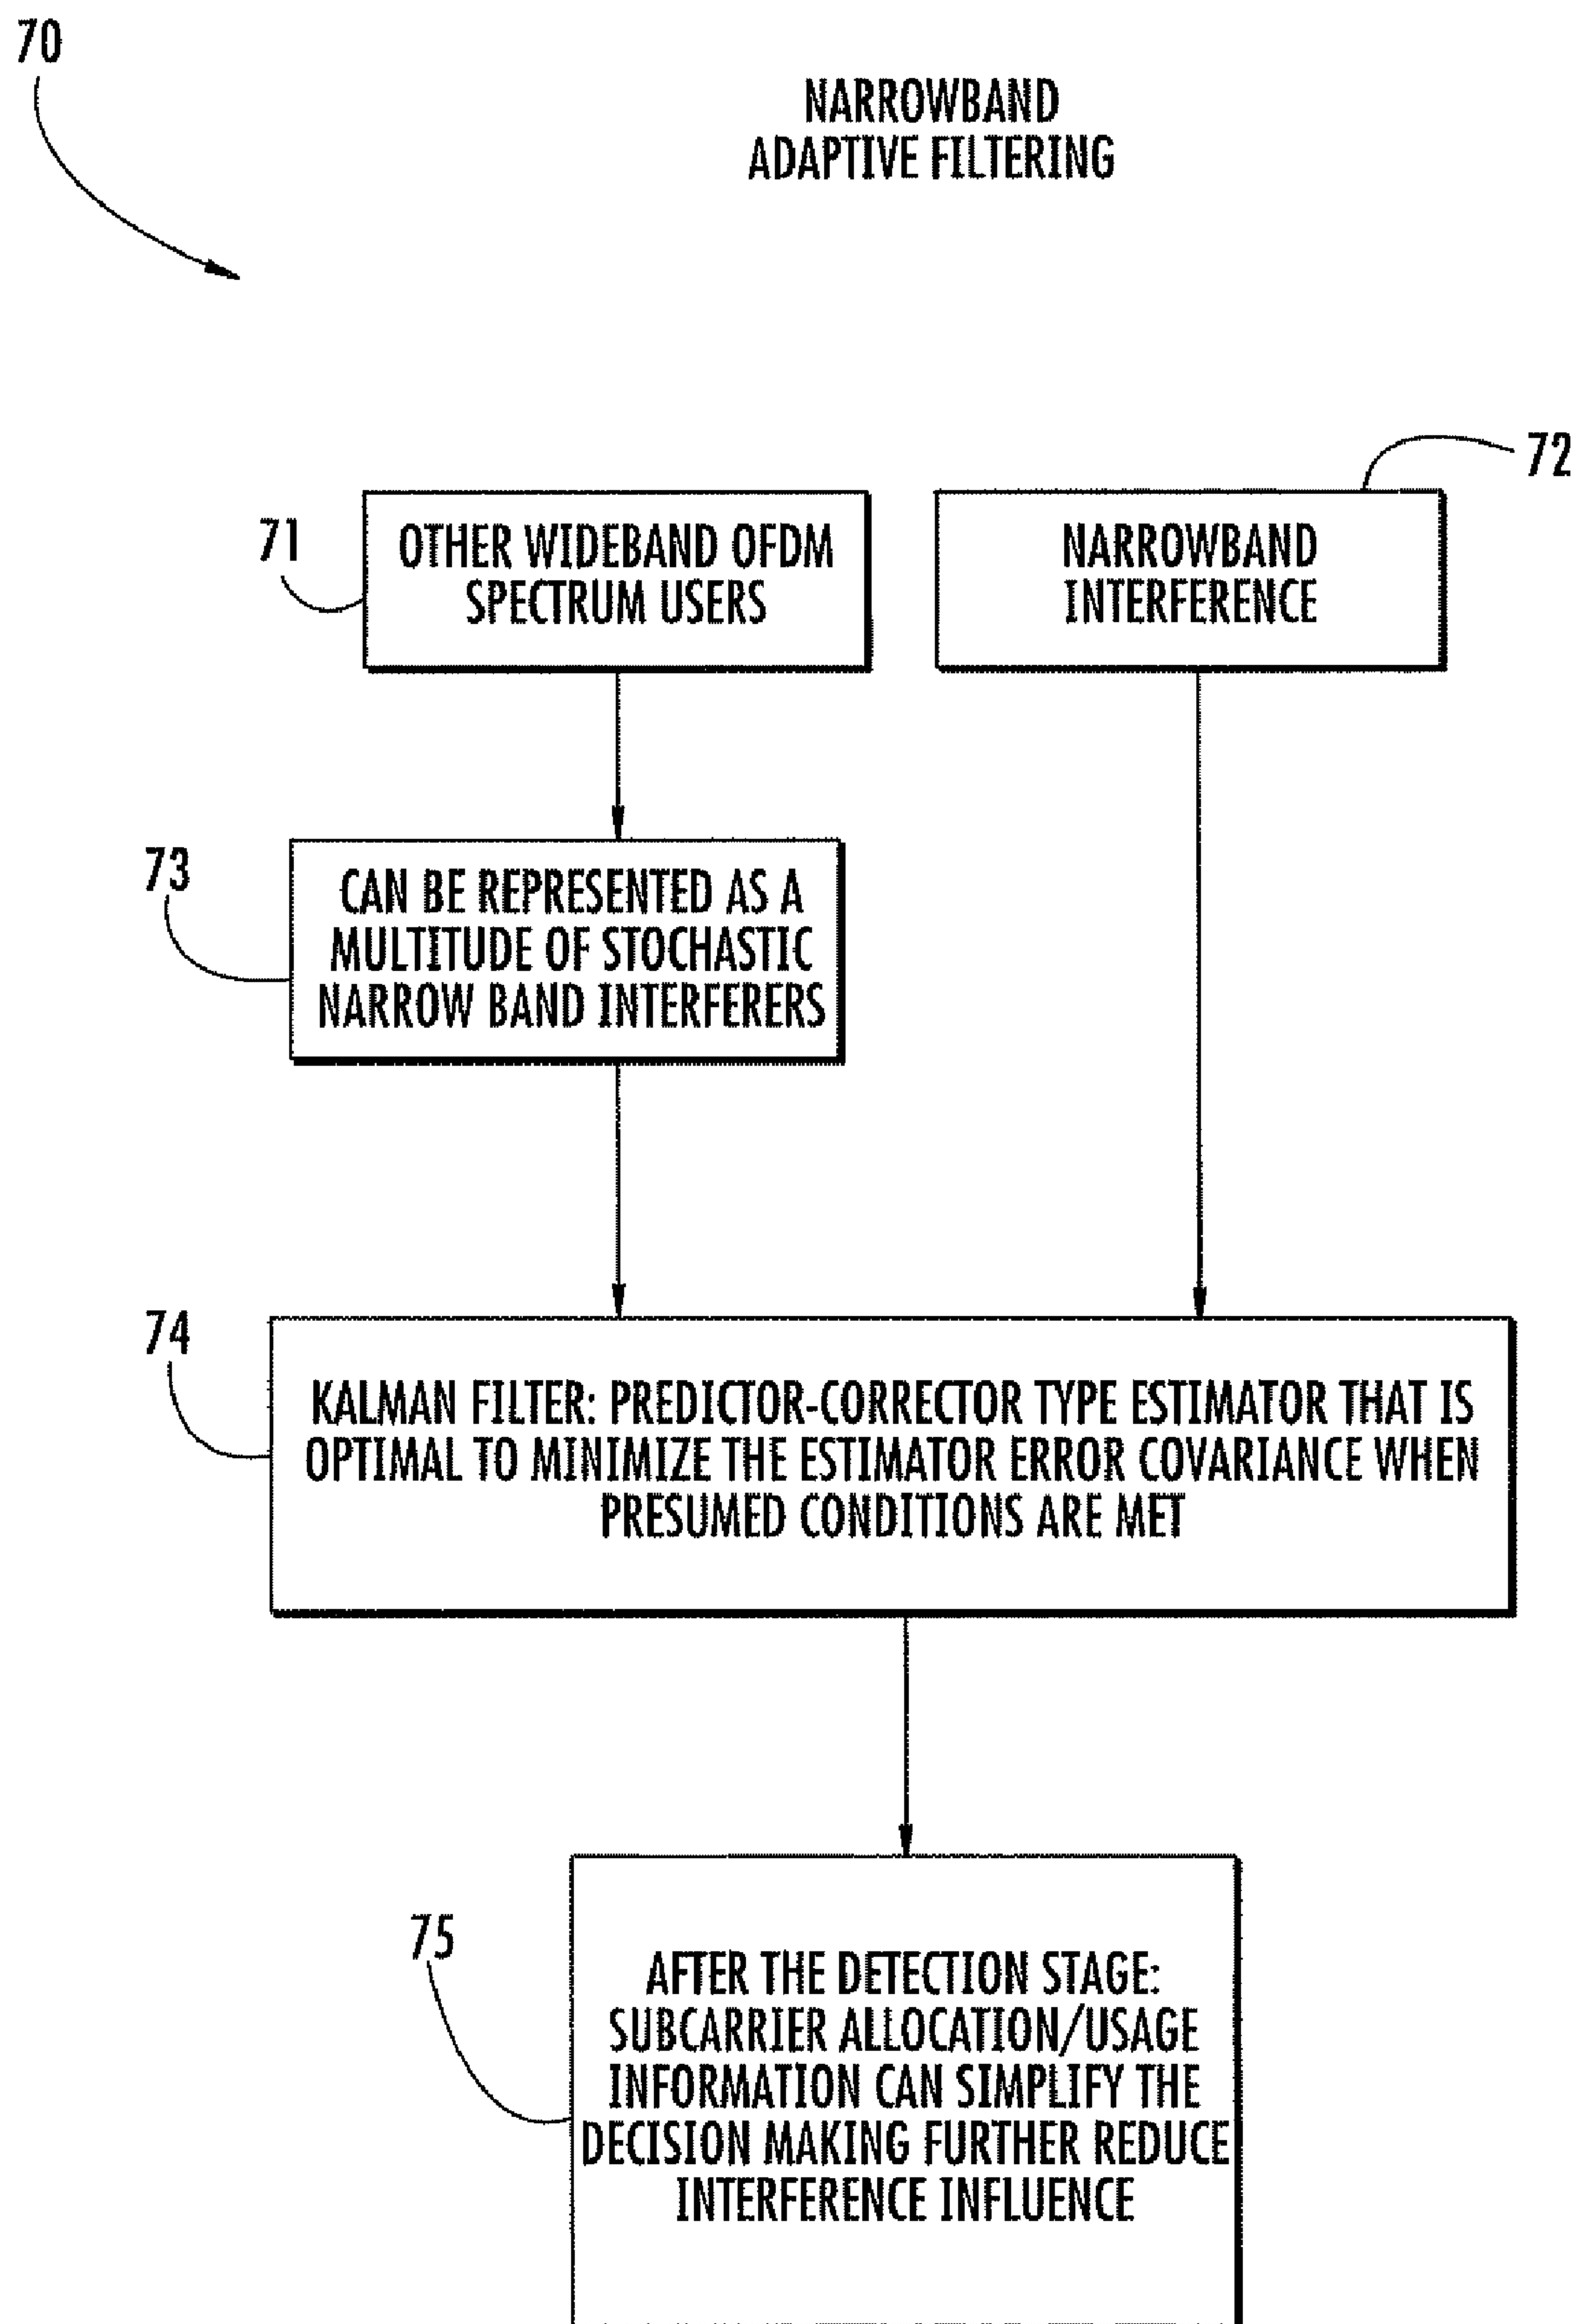 70
NARROWBAND
ADAPTIVE FILTERING
72
71
OTHER WIDEBAND OFDM
SPECTRUM USERS
NARROWBAND
INTERFERENCE
73
CAN BE REPRESENTED AS A
MULTITUDE OF STOCHASTIC
NARROW BAND INTERFERERS
74
KALMAN FILTER: PREDICTOR-CORRECTOR TYPE ESTIMATOR THAT IS
OPTIMAL TO MINIMIZE THE ESTIMATOR ERROR COVARIANCE WHEN
PRESUMED CONDITIONS ARE MET
75
AFTER THE DETECTION STAGE:
SUBCARRIER ALLOCATION/USAGE
INFORMATION CAN SIMPLIFY THE
DECISION MAKING FURTHER REDUCE
INTERFERENCE INFLUENCE